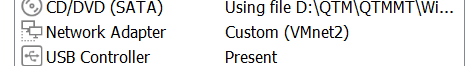 CD/DVD (SATA) Using file D:\QTM\QTMMT\Wi...
Network Adapter Custom (VMnet2)
USB Controller Present